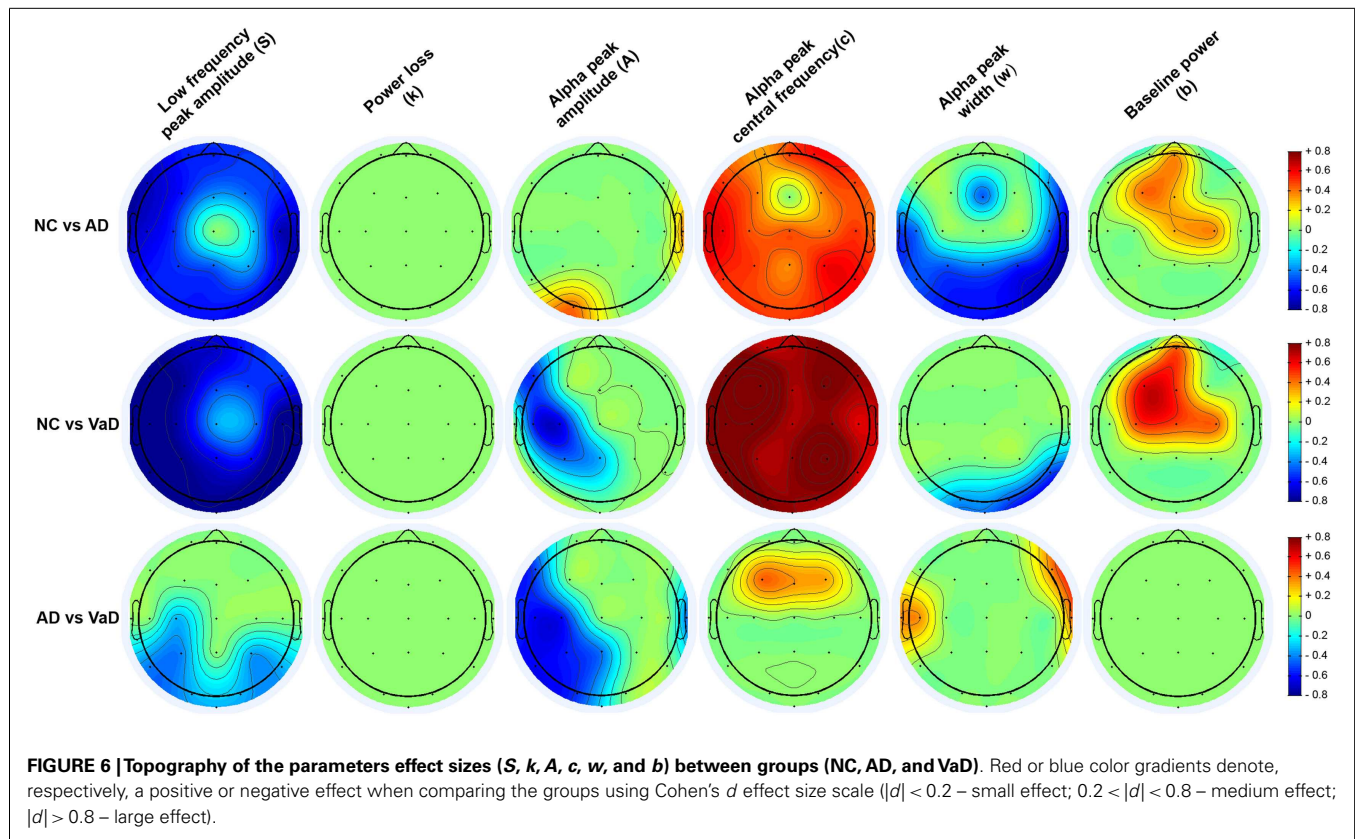 Low frequency
peak amplitude (S)
Power loss
(k)
Alpha peak
amplitude (A)
Alpha peak
central frequency(c)
Alpha peak
width (w)
Baseline power
(b)
NC vs AD
+ 0.8
+ 0.6
+ 0.4
+ 0.2
0
- 0.2
- 0.4
- 0.6
- 0.8
NC vs VaD
+ 0.8
+ 0.6
+ 0.4
+ 0.2
0
- 0.2
- 0.4
- 0.6
- 0.8
AD vs VaD
+ 0.8
+ 0.6
+ 0.4
+ 0.2
0
- 0.2
- 0.4
- 0.6
- 0.8
FIGURE 6 | Topography of the parameters effect sizes (S, k, A, c, w, and b) between groups (NC, AD, and VaD). Red or blue color gradients denote,
respectively, a positive or negative effect when comparing the groups using Cohen's d effect size scale (|d| < 0.2 – small effect; 0.2 < |d| < 0.8 – medium effect;
|d| > 0.8 – large effect).